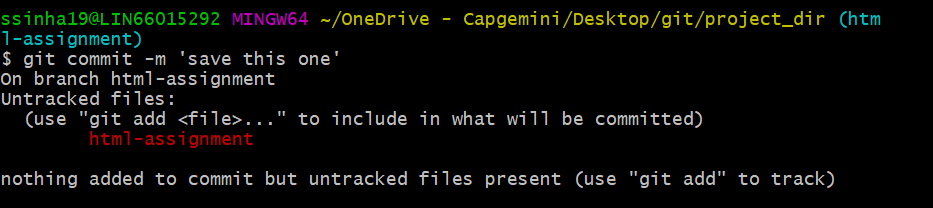 ssinha19@LIN66015292 MINGW64 ~/OneDrive - Capgemini/Desktop/git/project_dir (htm
l-assignment)
$ git commit -m 'save this one'
On branch html-assignment
Untracked files:
  (use "git add <file>..." to include in what will be committed)
        html-assignment

nothing added to commit but untracked files present (use "git add" to track)